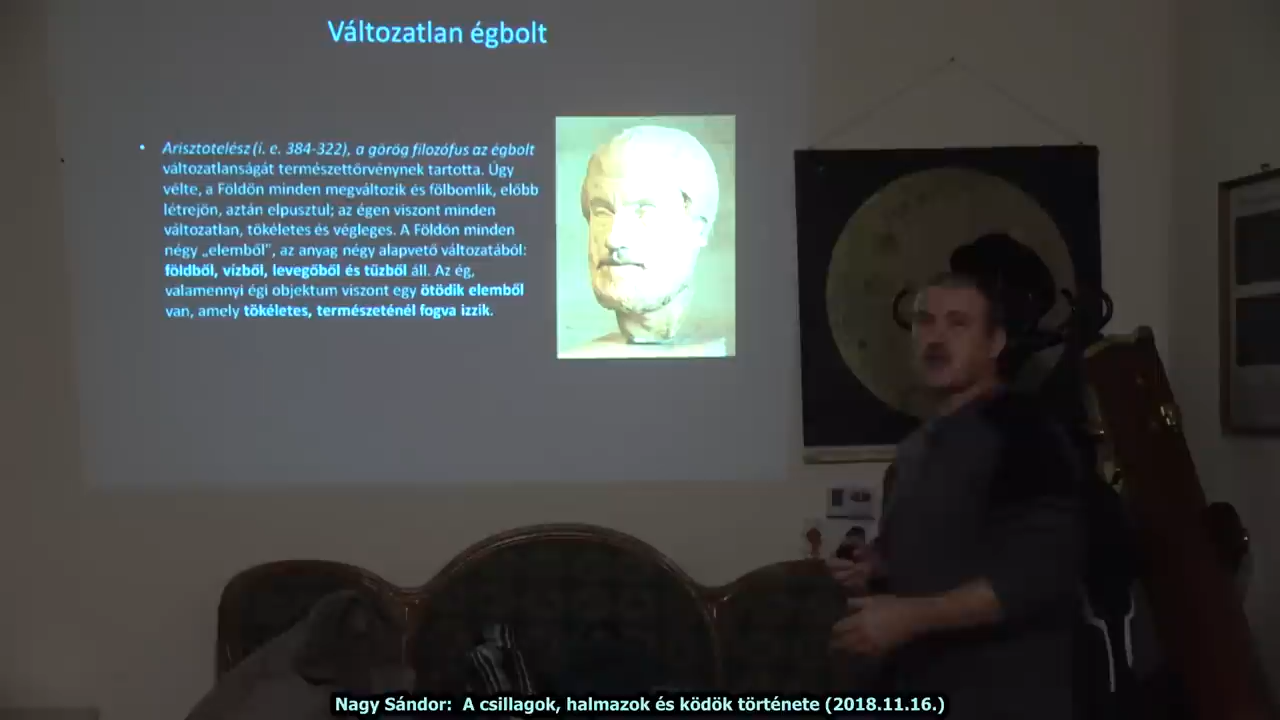 Változatlan égbolt
• Arisztotelész (i. e. 384-322), a görög filozófus az égbolt
változatlanságát természettörvénynek tartotta. Úgy
vélte, a Földön minden megváltozik és fölbomlik, előbb
létrejön, aztán elpusztul; az égen viszont minden
változatlan, tökéletes és végleges. A Földön minden
négy „elemből", az anyag négy alapvető változatából:
földből, vízből, levegőből és tűzből áll. Az ég,
valamennyi égi objektum viszont egy ötödik elemből
van, amely tökéletes, természeténél fogva izzik.
Nagy Sándor: A csillagok, halmazok és ködök története (2018.11.16.)